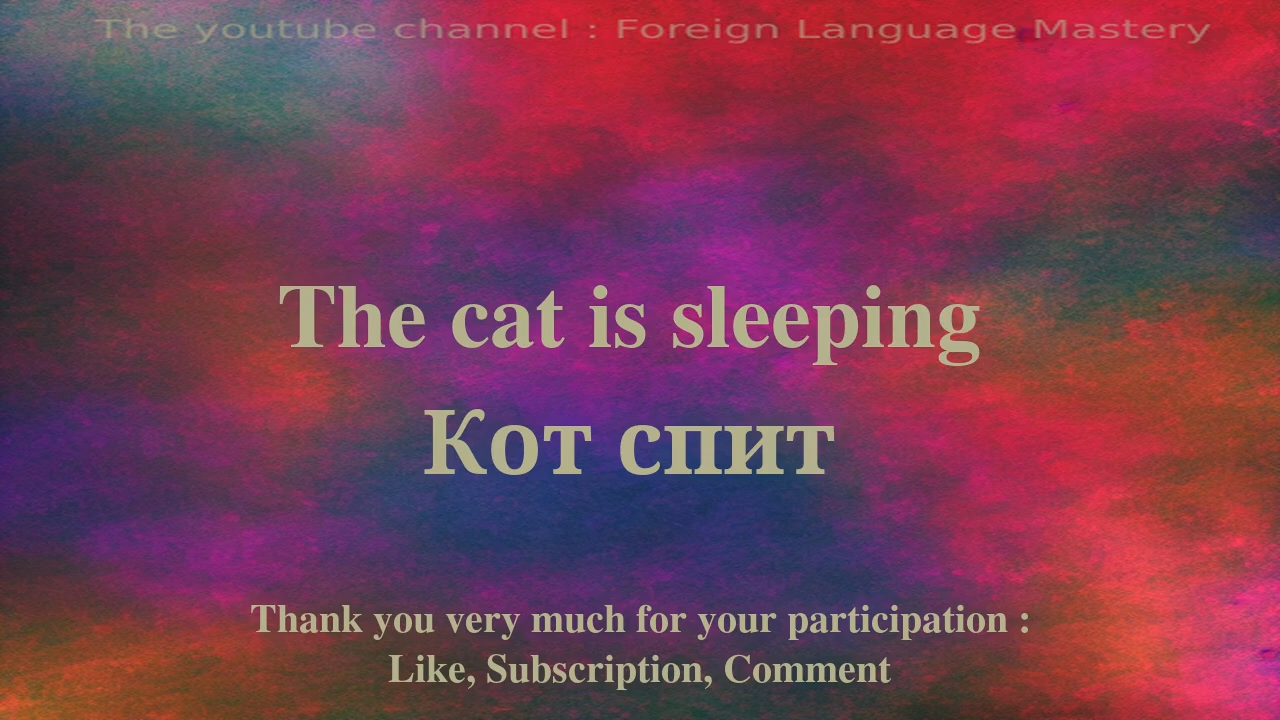 The youtube channel : Foreign Language Mastery
The cat is sleeping
Кот спит
Thank you very much for your participation :
Like, Subscription, Comment